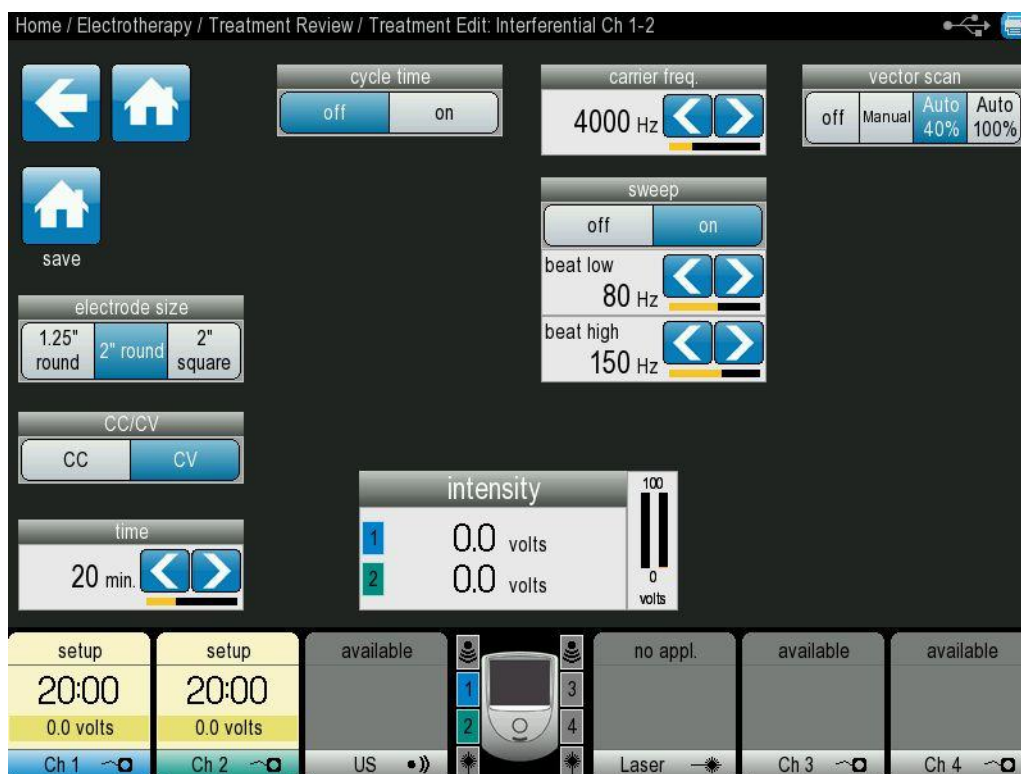 Home / Electrotherapy / Treatment Review / Treatment Edit: Interferential Ch 1-2
cycle time
off on
carrier freq.
4000 Hz
vector scan
off Manual Auto 40% Auto 100%
save
sweep
off on
beat low
80 Hz
beat high
150 Hz
electrode size
1.25" round 2" round 2" square
CC/CV
CC CV
time
20 min.
intensity
1 0.0 volts
2 0.0 volts
100
0
volts
setup
20:00
0.0 volts
Ch 1
setup
20:00
0.0 volts
Ch 2
available
US
1
2
3
4
no appl.
Laser
available
Ch 3
available
Ch 4